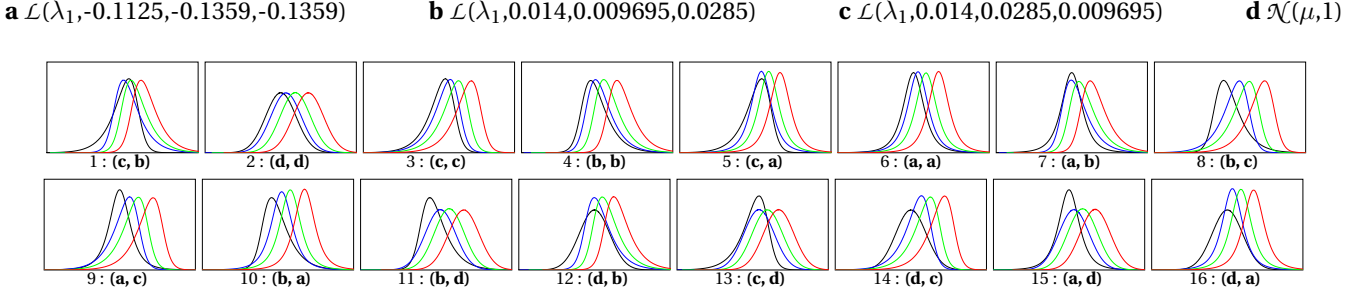 a ℒ(λ₁,-0.1125,-0.1359,-0.1359) b ℒ(λ₁,0.014,0.009695,0.0285) c ℒ(λ₁,0.014,0.0285,0.009695) d 𝒩(μ,1)
1 : (c, b) 2 : (d, d) 3 : (c, c) 4 : (b, b) 5 : (c, a) 6 : (a, a) 7 : (a, b) 8 : (b, c)
9 : (a, c) 10 : (b, a) 11 : (b, d) 12 : (d, b) 13 : (c, d) 14 : (d, c) 15 : (a, d) 16 : (d, a)